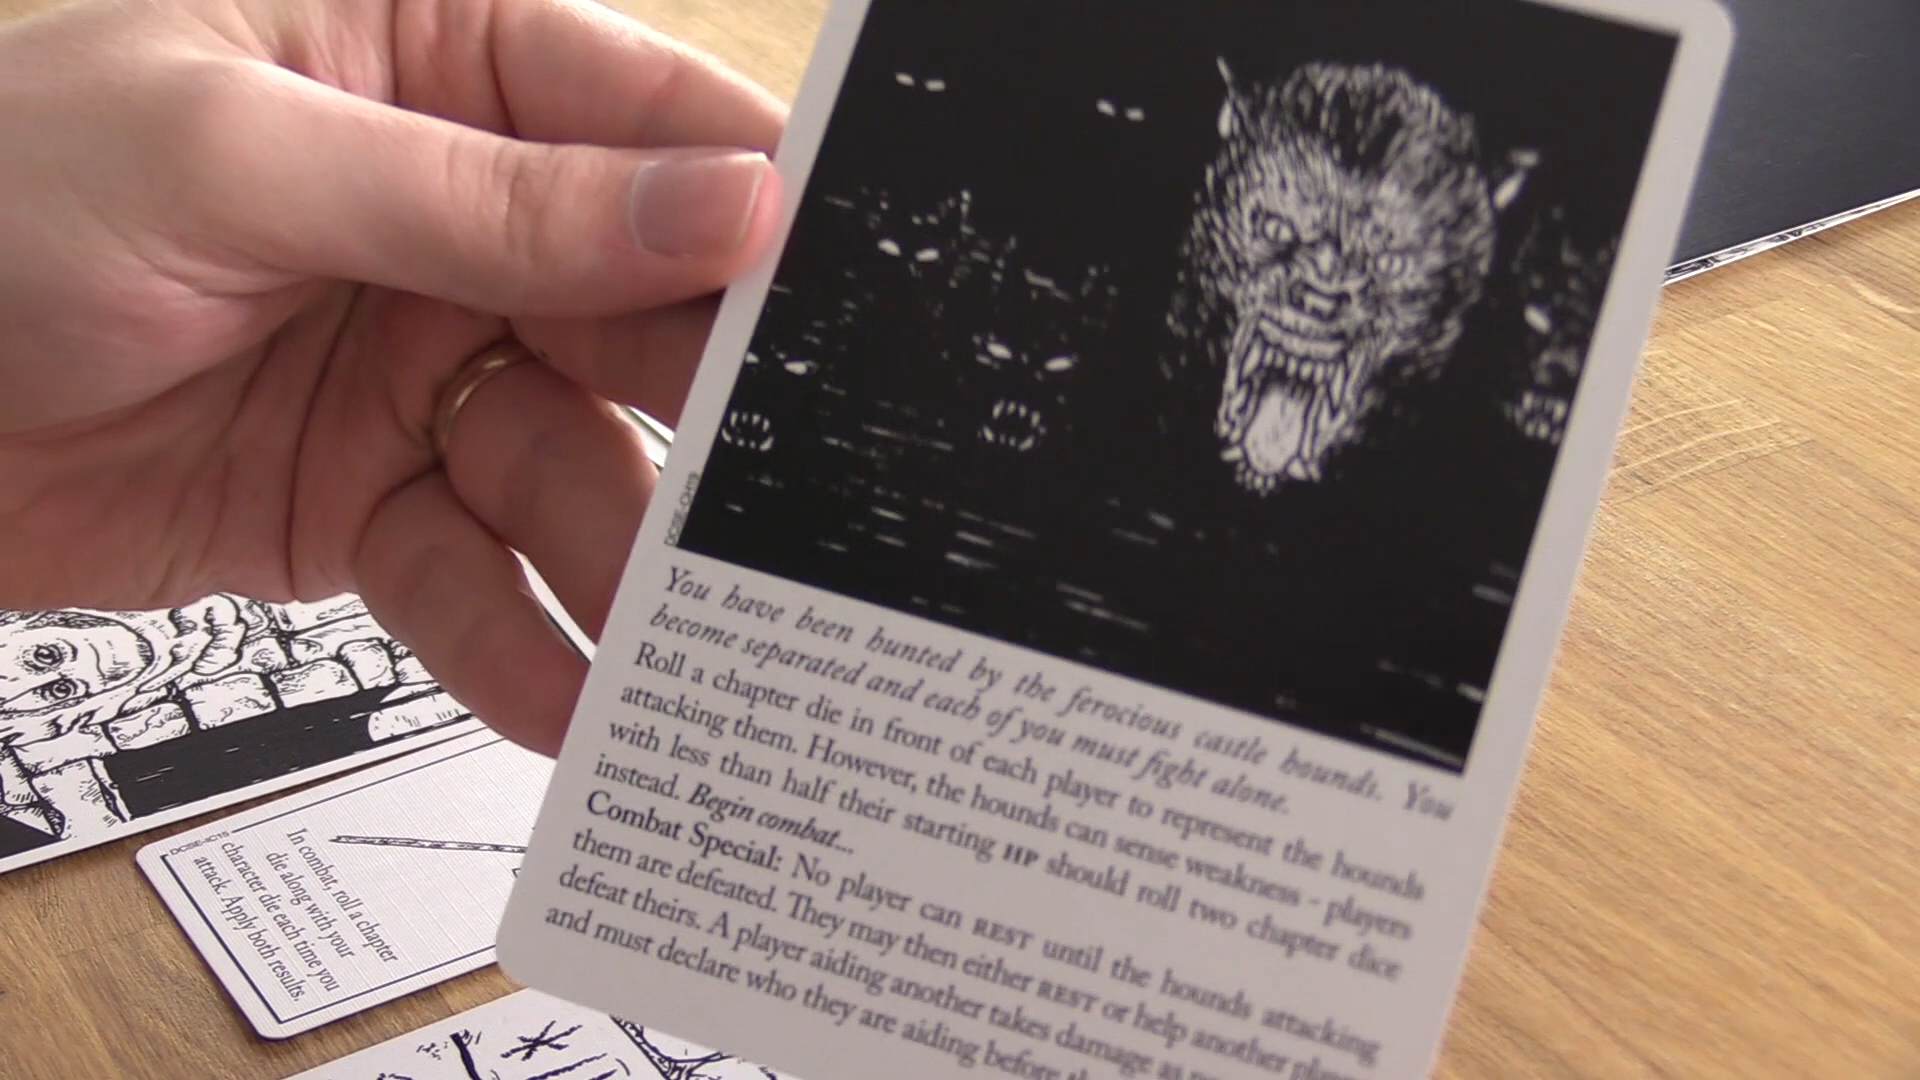 You have been hunted by the ferocious castle hounds. You
become separated and each of you must fight alone.
Roll a chapter die in front of each player to represent the hounds
attacking them. However, the hounds can sense weakness - players
with less than half their starting HP should roll two chapter dice
instead. Begin combat...
Combat Special: No player can REST until the hounds attacking
them are defeated. They may then either REST or help another
defeat theirs. A player aiding another takes damage as
and must declare who they are aiding before
In combat, roll a chapter
die along with your
character die each time you
attack. Apply both results.